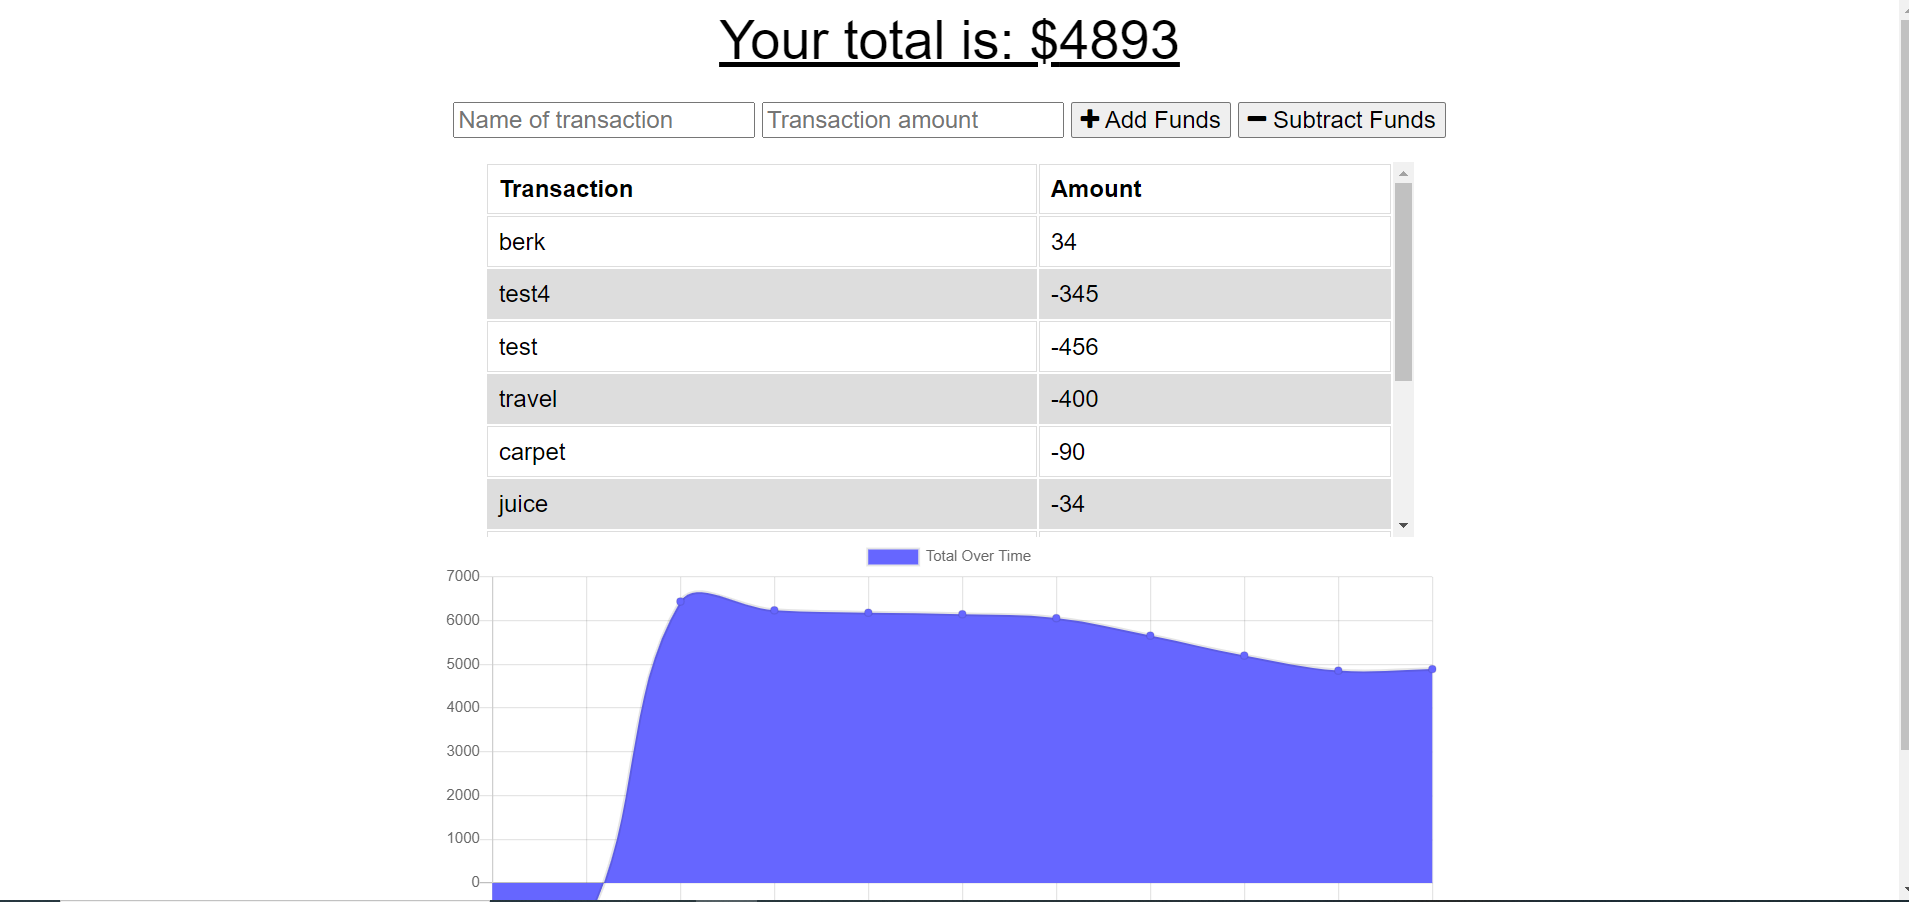 Your total is: $4893
Name of transaction Transaction amount Add Funds Subtract Funds
Transaction Amount
berk 34
test4 -345
test -456
travel -400
carpet -90
juice -34
Total Over Time
7000
6000
5000
4000
3000
2000
1000
0